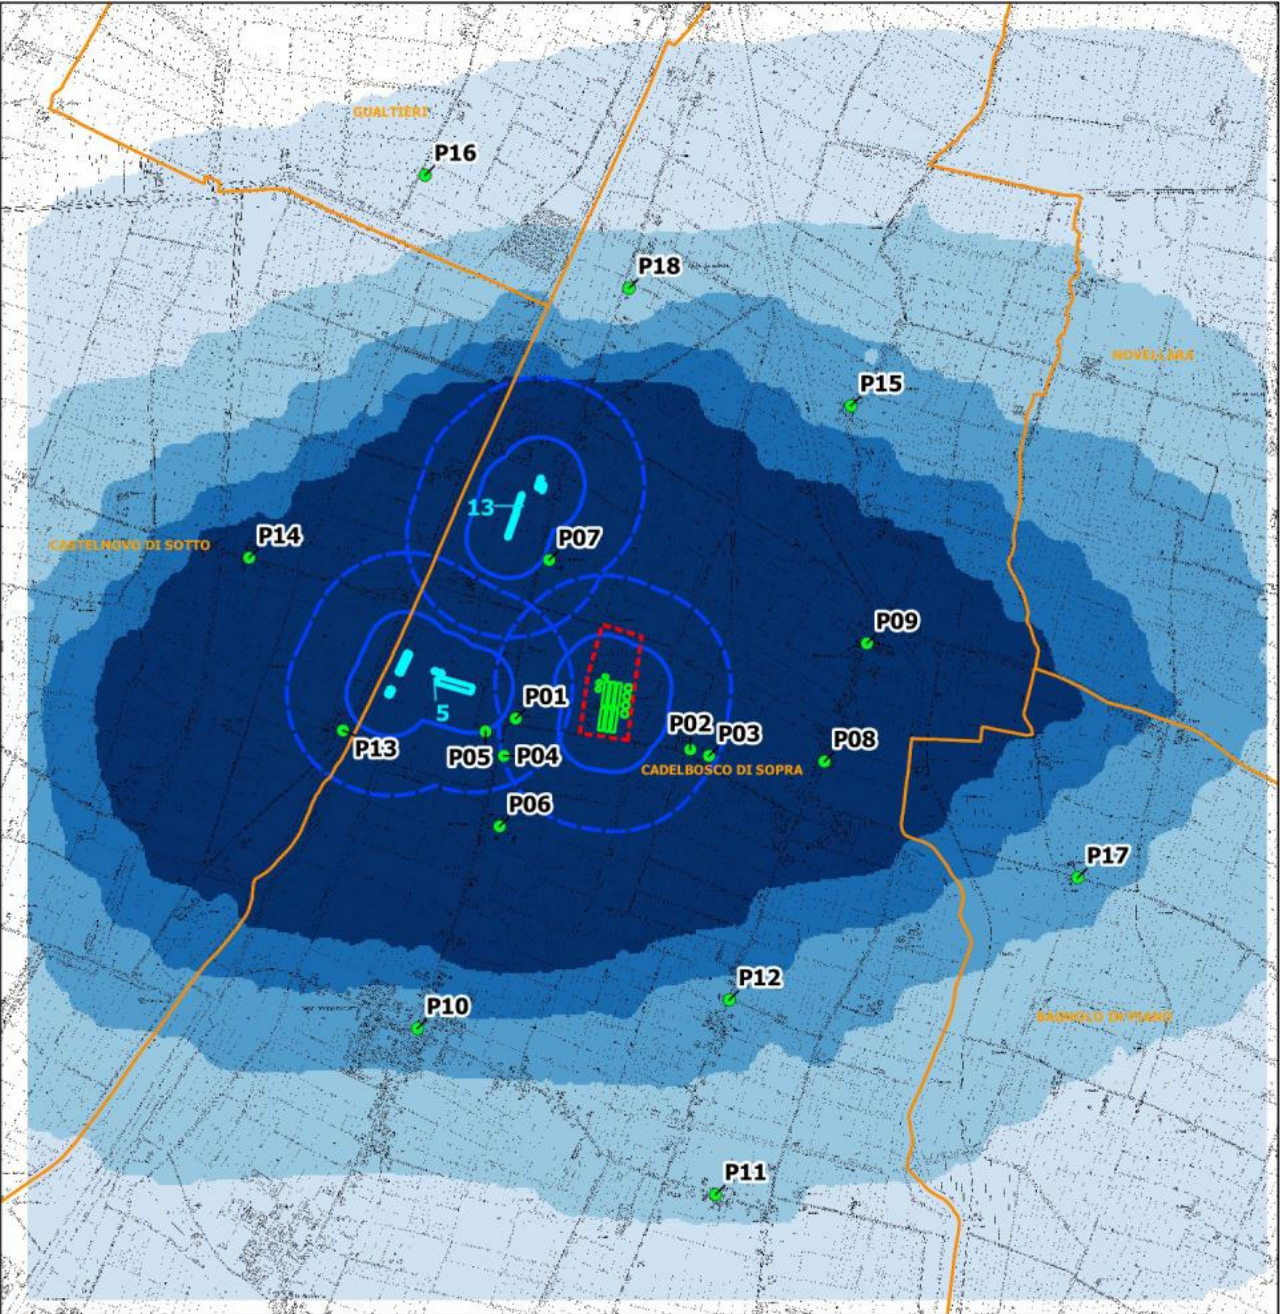 GUALTIERI
P16
P18
NOVELLARA
P15
13
P14
P07
CASTELNOVO DI SOTTO
P09
P01
5
P02
P03
P08
P13
P05
P04
CADELBOSCO DI SOPRA
P06
P17
P12
P10
BAGNOLO IN PIANO
P11